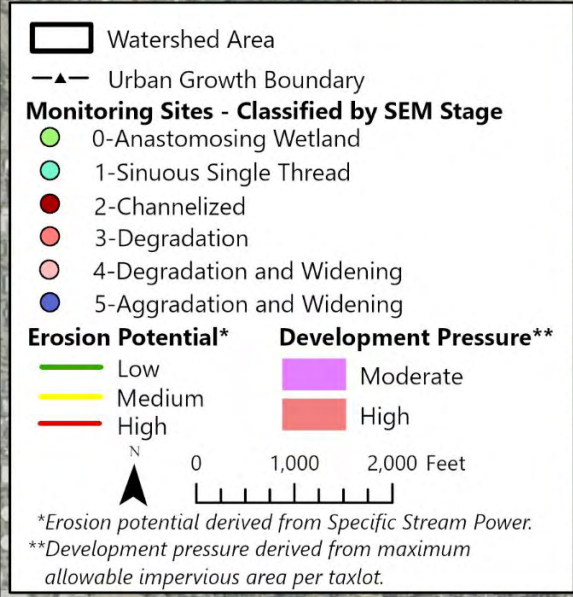 Watershed Area
Urban Growth Boundary
Monitoring Sites - Classified by SEM Stage
0-Anastomosing Wetland
1-Sinuous Single Thread
2-Channelized
3-Degradation
4-Degradation and Widening
5-Aggradation and Widening
Erosion Potential* Development Pressure**
Low
Medium
High
Moderate
High
N
0 1,000 2,000 Feet
*Erosion potential derived from Specific Stream Power.
**Development pressure derived from maximum
allowable impervious area per taxlot.